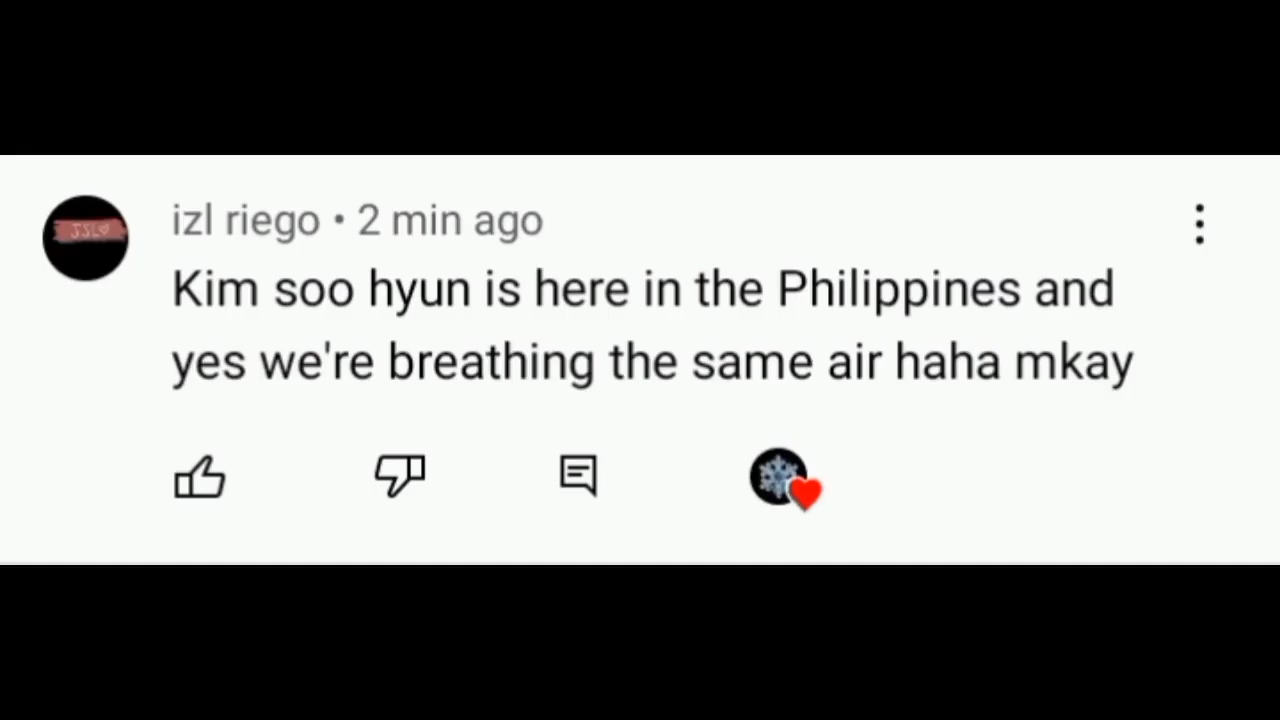 izl riego • 2 min ago
Kim soo hyun is here in the Philippines and
yes we're breathing the same air haha mkay